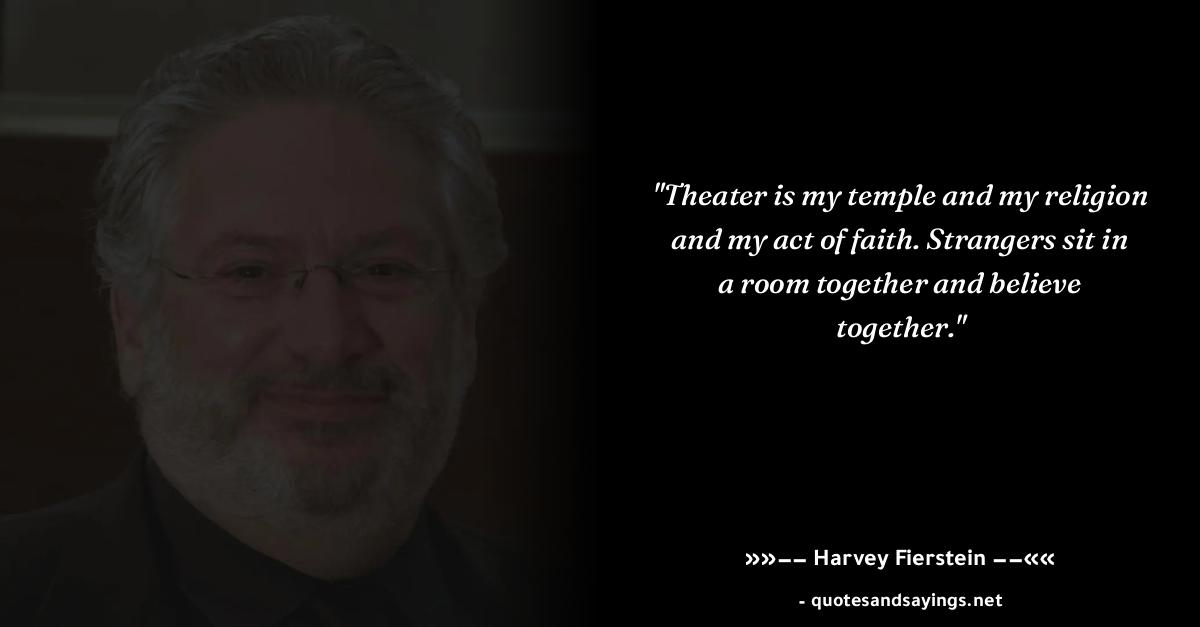 "Theater is my temple and my religion
and my act of faith. Strangers sit in
a room together and believe
together."
»»−− Harvey Fierstein −−««
- quotesandsayings.net